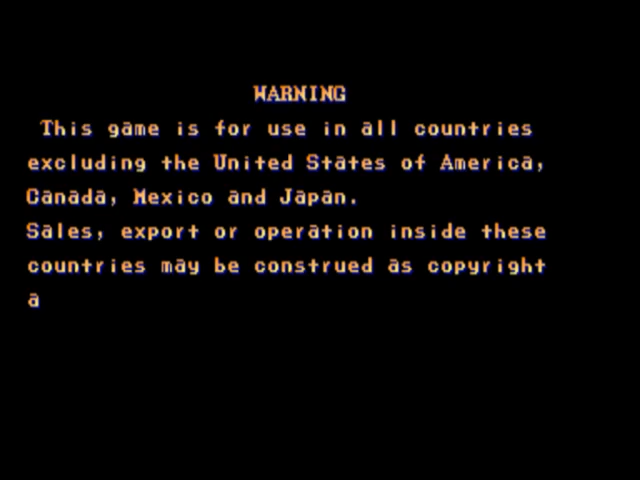 WARNING
This game is for use in all countries
excluding the United States of America,
Canada, Mexico and Japan.
Sales, export or operation inside these
countries may be construed as copyright
a